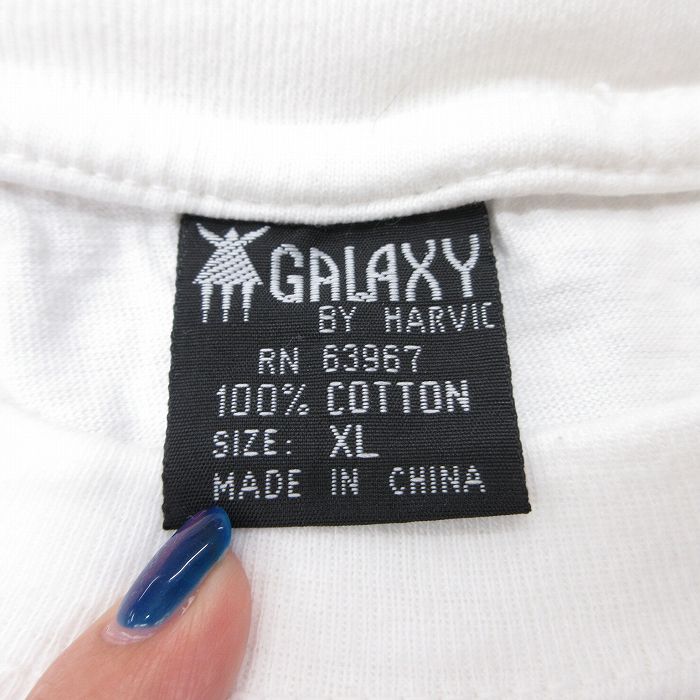 GALAXY
BY HARVIC
RN 63967
100% COTTON
SIZE: XL
MADE IN CHINA